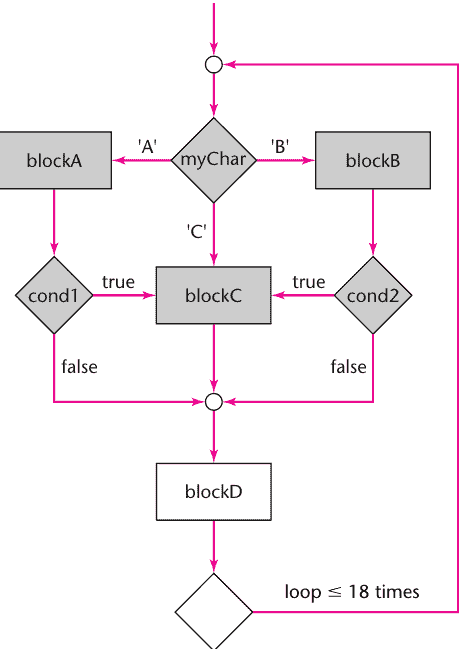 'A'
myChar
'B'
blockA
blockB
'C'
cond1
true
blockC
true
cond2
false
false
blockD
loop ≤ 18 times